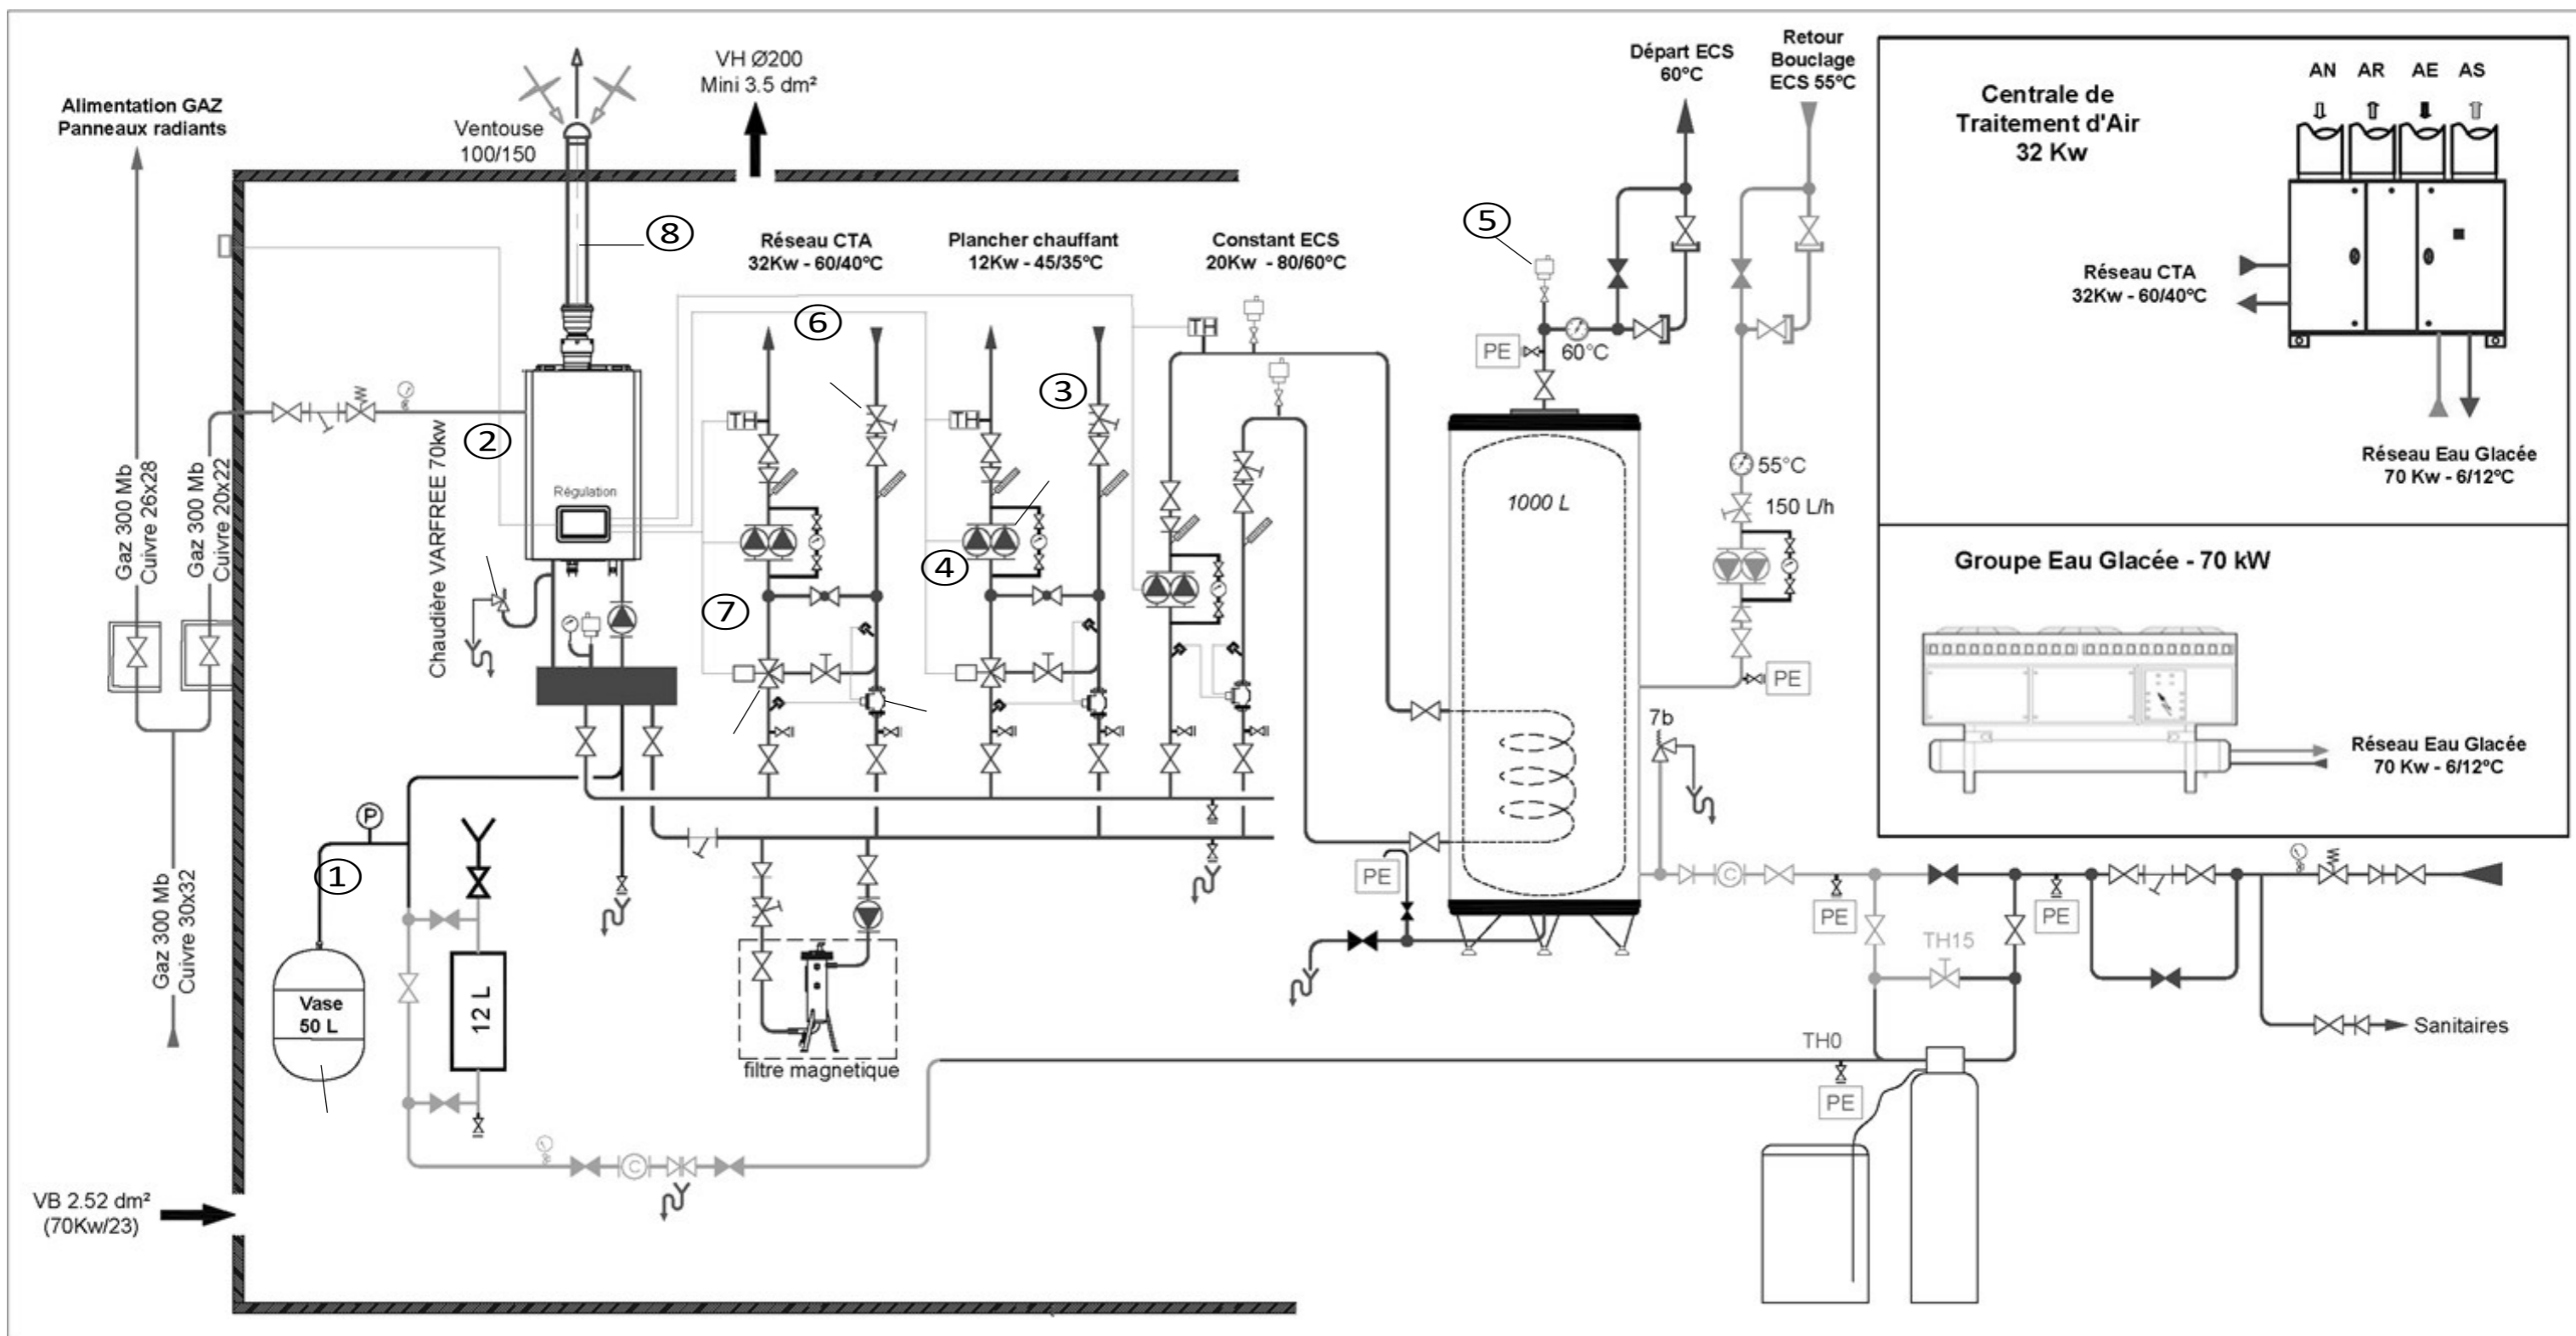 Alimentation GAZ
Panneaux radiants
Ventouse
100/150
VH Ø200
Mini 3.5 dm²
Départ ECS
60°C
Retour
Bouclage
ECS 55°C
8
5
Réseau CTA
32Kw - 60/40°C
Plancher chauffant
12Kw - 45/35°C
Constant ECS
20Kw - 80/60°C
6
3
2
4
7
1
TH
TH
TH
PE
60°C
Régulation
Chaudière VARFREE 70kw
Gaz 300 Mb
Cuivre 26x28
Gaz 300 Mb
Cuivre 20x22
Gaz 300 Mb
Cuivre 30x32
1000 L
55°C
150 L/h
PE
7b
P
Vase
50 L
12 L
filtre magnetique
PE
C
PE
PE
TH15
TH0
PE
Sanitaires
C
VB 2.52 dm²
(70Kw/23)
Centrale de
Traitement d'Air
32 Kw
AN AR AE AS
Réseau CTA
32Kw - 60/40°C
Réseau Eau Glacée
70 Kw - 6/12°C
Groupe Eau Glacée - 70 kW
Réseau Eau Glacée
70 Kw - 6/12°C